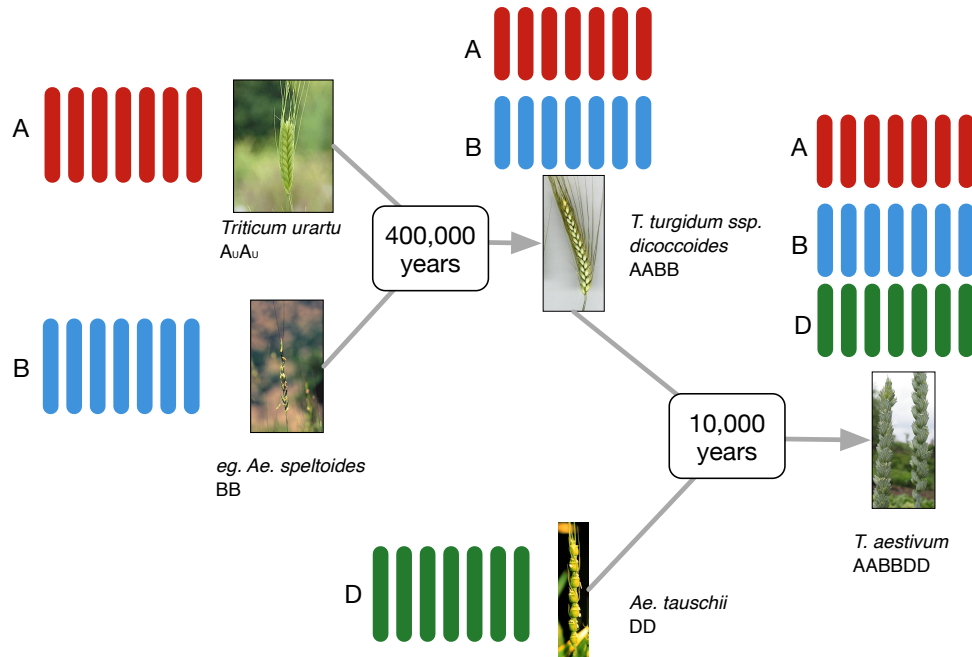 A
B
A
Triticum urartu
AUAU
400,000
years
T. turgidum ssp.
dicoccoides
AABB
A
B
D
B
eg. Ae. speltoides
BB
10,000
years
T. aestivum
AABBDD
D
Ae. tauschii
DD